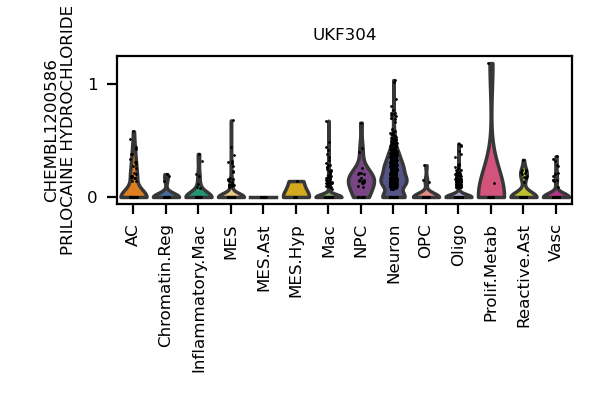 UKF304
CHEMBL1200586
PRILOCAINE HYDROCHLORIDE
1
0
AC
Chromatin.Reg
Inflammatory.Mac
MES
MES.Ast
MES.Hyp
Mac
NPC
Neuron
OPC
Oligo
Prolif.Metab
Reactive.Ast
Vasc